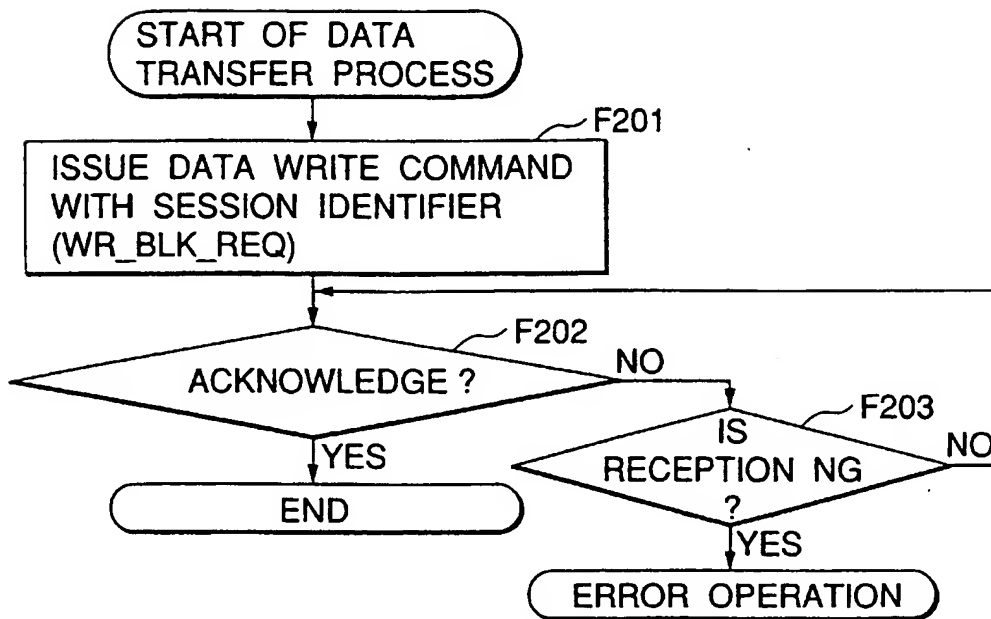 START OF DATA
TRANSFER PROCESS
F201
ISSUE DATA WRITE COMMAND
WITH SESSION IDENTIFIER
(WR_BLK_REQ)
F202
ACKNOWLEDGE ?
NO
F203
IS
RECEPTION NG
?
NO
YES
END
YES
ERROR OPERATION